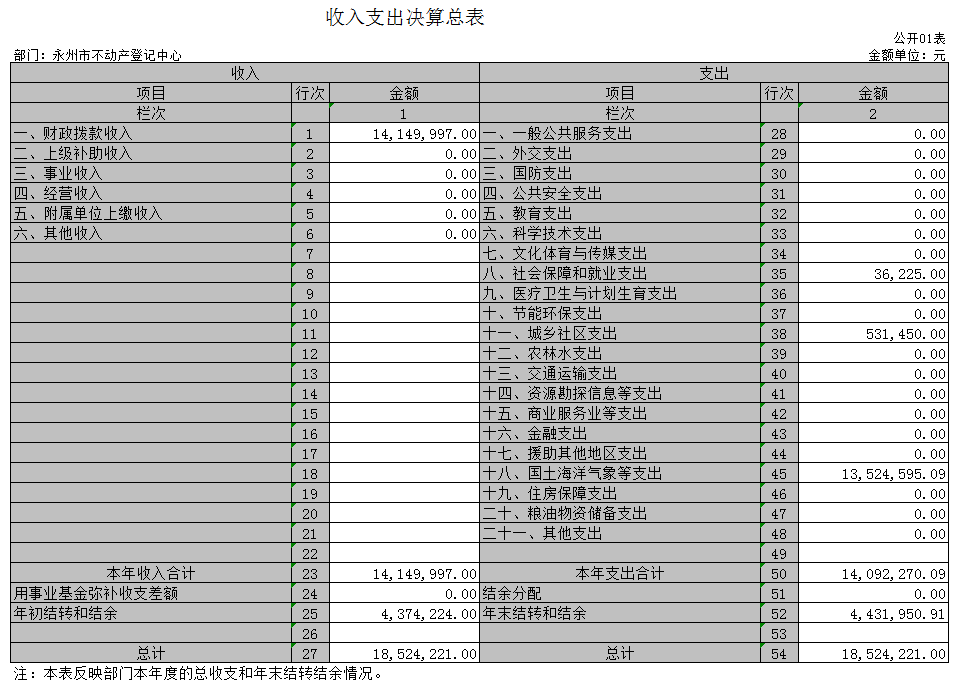 收入支出决算总表
公开01表
部门：永州市不动产登记中心 金额单位：元
收入 支出
项目 行次 金额 项目 行次 金额
栏次 1 栏次 2
一、财政拨款收入 1 14,149,997.00 一、一般公共服务支出 28 0.00
二、上级补助收入 2 0.00 二、外交支出 29 0.00
三、事业收入 3 0.00 三、国防支出 30 0.00
四、经营收入 4 0.00 四、公共安全支出 31 0.00
五、附属单位上缴收入 5 0.00 五、教育支出 32 0.00
六、其他收入 6 0.00 六、科学技术支出 33 0.00
7 七、文化体育与传媒支出 34 0.00
8 八、社会保障和就业支出 35 36,225.00
9 九、医疗卫生与计划生育支出 36 0.00
10 十、节能环保支出 37 0.00
11 十一、城乡社区支出 38 531,450.00
12 十二、农林水支出 39 0.00
13 十三、交通运输支出 40 0.00
14 十四、资源勘探信息等支出 41 0.00
15 十五、商业服务业等支出 42 0.00
16 十六、金融支出 43 0.00
17 十七、援助其他地区支出 44 0.00
18 十八、国土海洋气象等支出 45 13,524,595.09
19 十九、住房保障支出 46 0.00
20 二十、粮油物资储备支出 47 0.00
21 二十一、其他支出 48 0.00
22 49
本年收入合计 23 14,149,997.00 本年支出合计 50 14,092,270.09
用事业基金弥补收支差额 24 0.00 结余分配 51 0.00
年初结转和结余 25 4,374,224.00 年末结转和结余 52 4,431,950.91
26 53
总计 27 18,524,221.00 总计 54 18,524,221.00
注：本表反映部门本年度的总收支和年末结转结余情况。